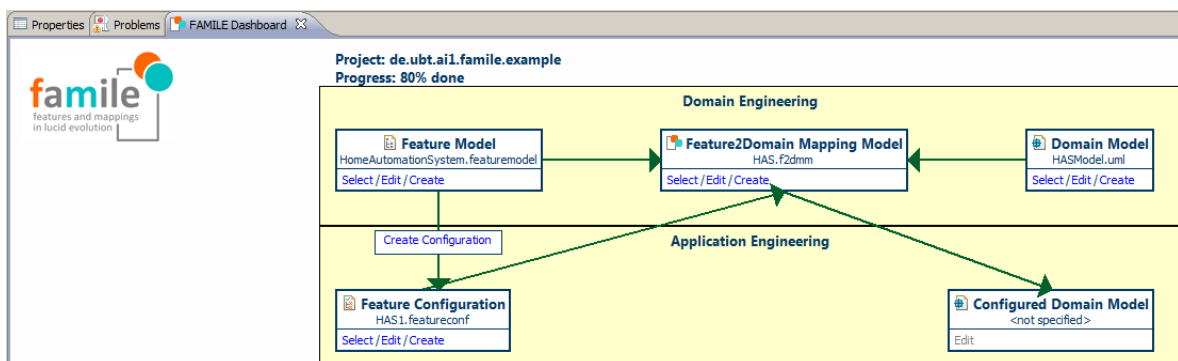 Properties Problems FAMILE Dashboard
famile
features and mappings
in lucid evolution
Project: de.ubt.ai1.famile.example
Progress: 80% done
Domain Engineering
Feature Model
HomeAutomationSystem.featuremodel
Select / Edit / Create
Feature2Domain Mapping Model
HAS.f2dmm
Select / Edit / Create
Domain Model
HASModel.uml
Select / Edit / Create
Create Configuration
Application Engineering
Feature Configuration
HAS1.featureconf
Select / Edit / Create
Configured Domain Model
<not specified>
Edit